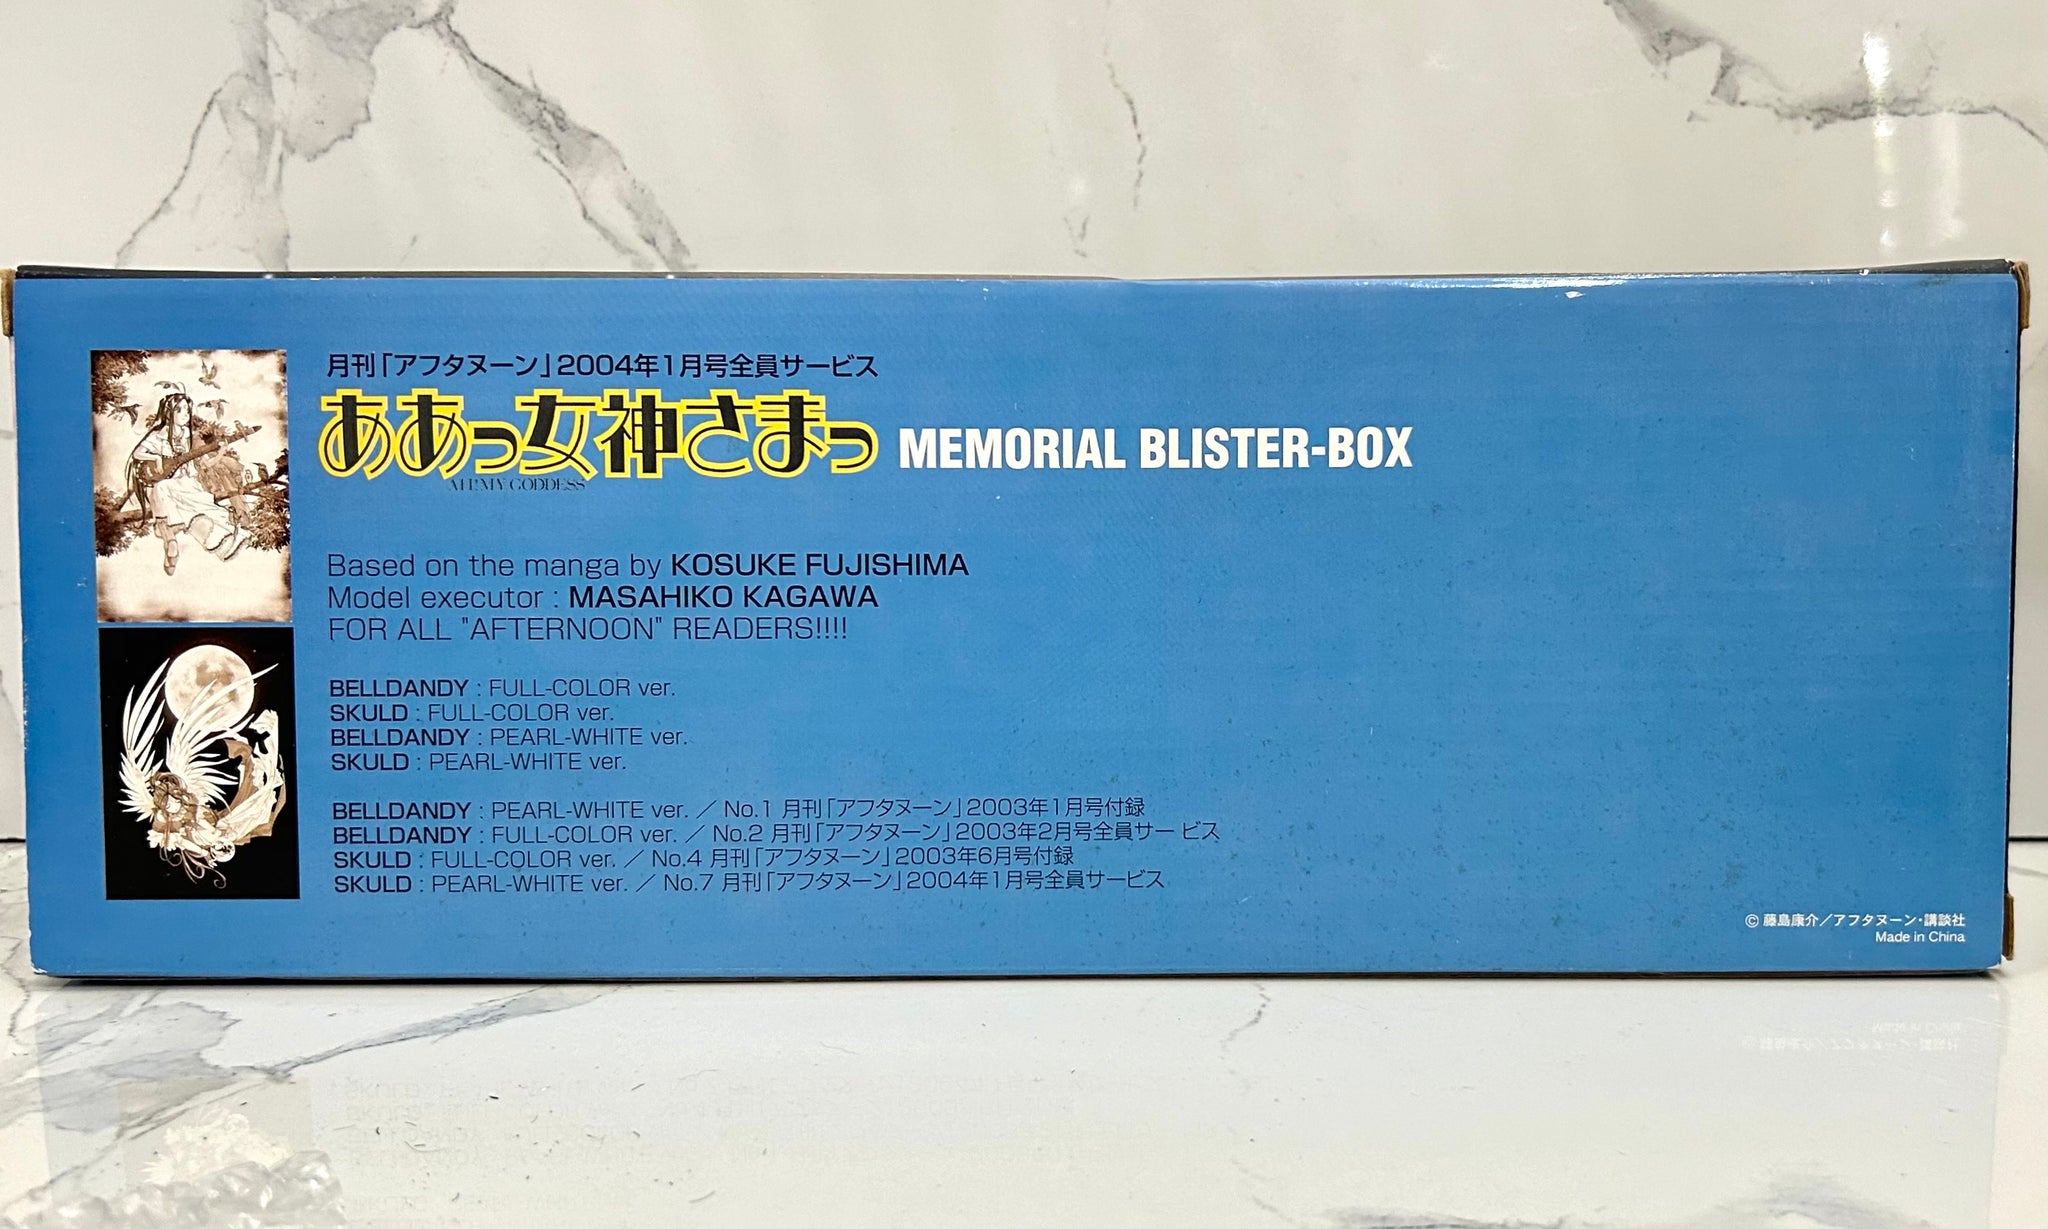 月刊「アフタヌーン」2004年1月号全員サービス
ああっ女神さまっ MEMORIAL BLISTER-BOX
AH! MY GODDESS
Based on the manga by KOSUKE FUJISHIMA
Model executor : MASAHIKO KAGAWA
FOR ALL "AFTERNOON" READERS!!!!
BELLDANDY : FULL-COLOR ver.
SKULD : FULL-COLOR ver.
BELLDANDY : PEARL-WHITE ver.
SKULD : PEARL-WHITE ver.
BELLDANDY : PEARL-WHITE ver. ／ No.1 月刊「アフタヌーン」2003年1月号付録
BELLDANDY : FULL-COLOR ver. ／ No.2 月刊「アフタヌーン」2003年2月号全員サービス
SKULD : FULL-COLOR ver. ／ No.4 月刊「アフタヌーン」2003年6月号付録
SKULD : PEARL-WHITE ver. ／ No.7 月刊「アフタヌーン」2004年1月号全員サービス
© 藤島康介／アフタヌーン・講談社
Made in China